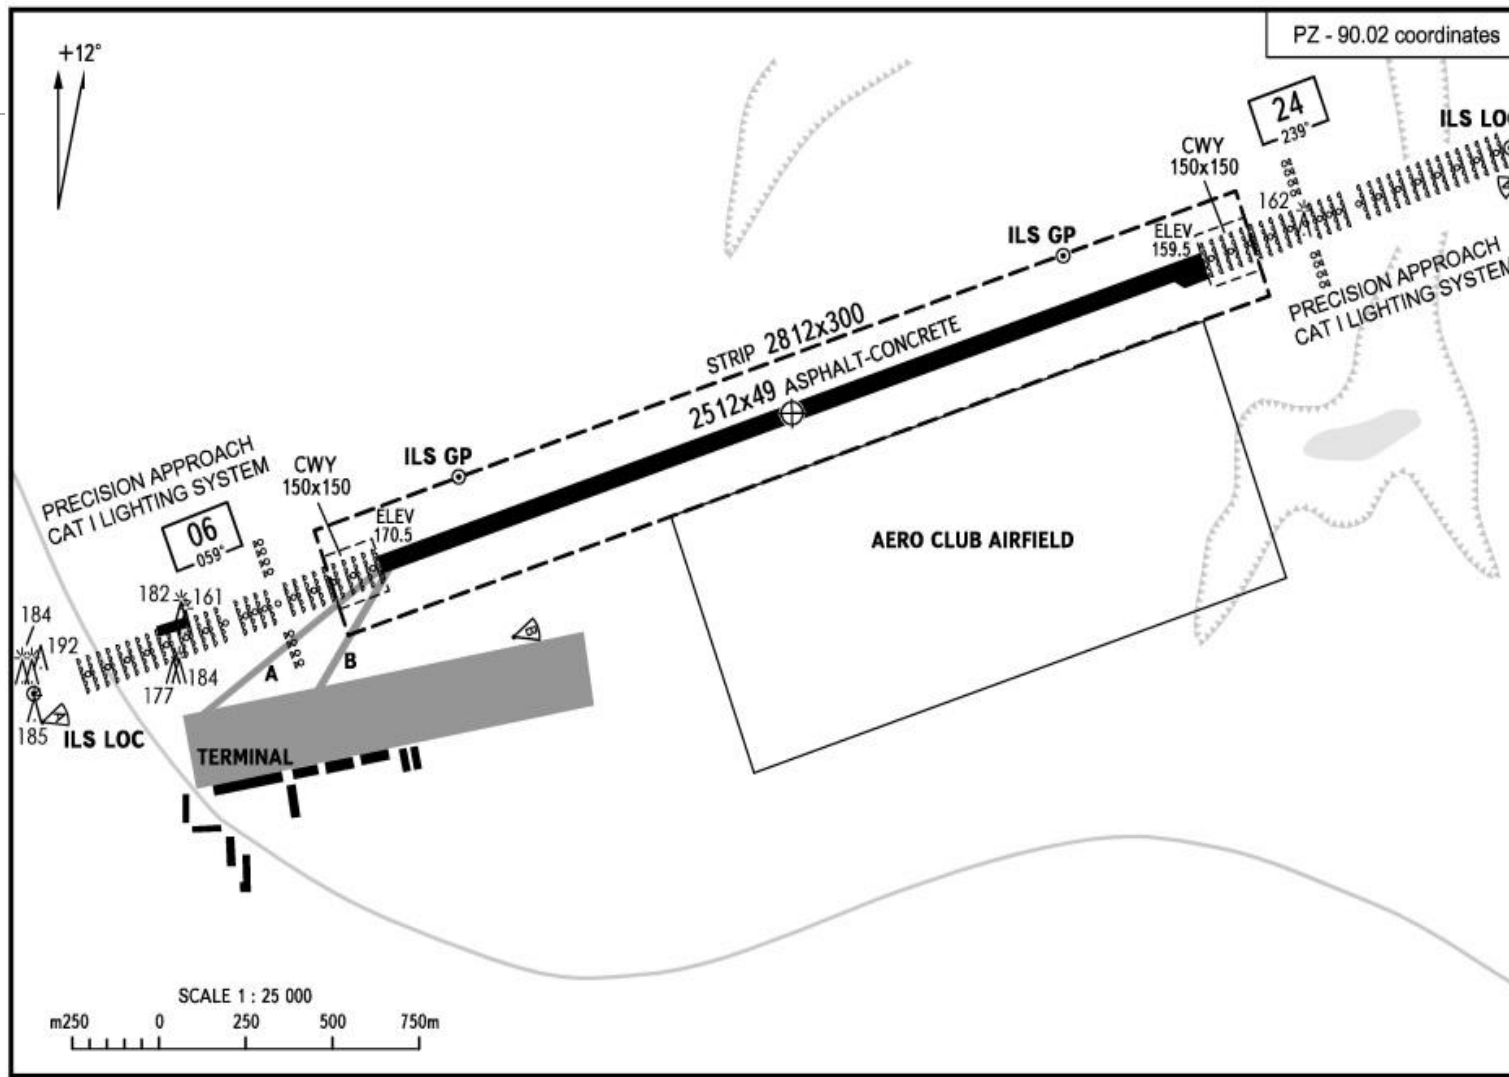 PZ - 90.02 coordinates
+12°
24
239°
ILS LO
CWY
150x150
162
ELEV
159.5
ILS GP
PRECISION APPROACH
CAT I LIGHTING SYSTEM
STRIP 2812x300
2512x49 ASPHALT-CONCRETE
ILS GP
CWY
150x150
PRECISION APPROACH
CAT I LIGHTING SYSTEM
ELEV
170.5
06
059°
AERO CLUB AIRFIELD
182
161
184
192
B
B
A
177
184
A
185
ILS LOC
TERMINAL
SCALE 1 : 25 000
m250 0 250 500 750m